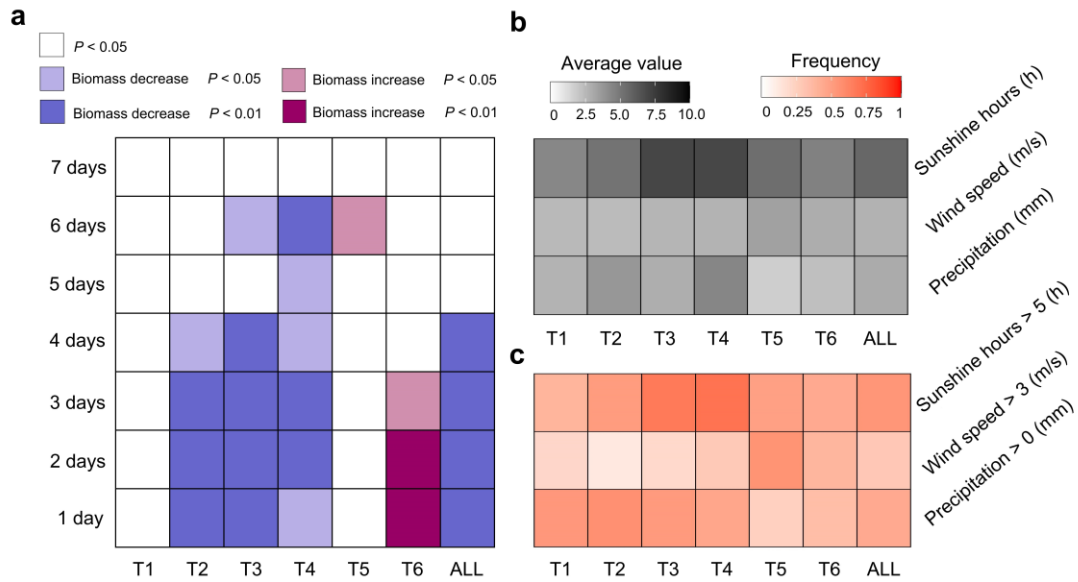 a
P < 0.05
Biomass decrease P < 0.05
Biomass increase P < 0.05
Biomass decrease P < 0.01
Biomass increase P < 0.01
7 days
6 days
5 days
4 days
3 days
2 days
1 day
T1 T2 T3 T4 T5 T6 ALL
b
Average value
0 2.5 5.0 7.5 10.0
Frequency
0 0.25 0.5 0.75 1
Sunshine hours (h)
Wind speed (m/s)
Precipitation (mm)
T1 T2 T3 T4 T5 T6 ALL
c
Sunshine hours > 5 (h)
Wind speed > 3 (m/s)
Precipitation > 0 (mm)
T1 T2 T3 T4 T5 T6 ALL